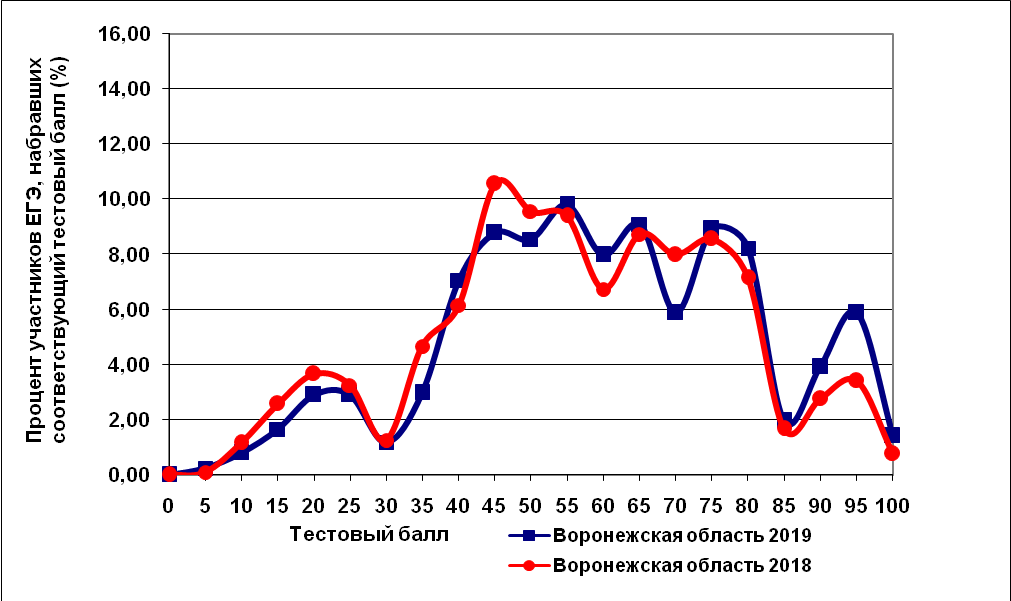 Процент участников ЕГЭ, набравших
соответствующий тестовый балл (%)
16,00
14,00
12,00
10,00
8,00
6,00
4,00
2,00
0,00
0 5 10 15 20 25 30 35 40 45 50 55 60 65 70 75 80 85 90 95 100
Тестовый балл
Воронежская область 2019
Воронежская область 2018